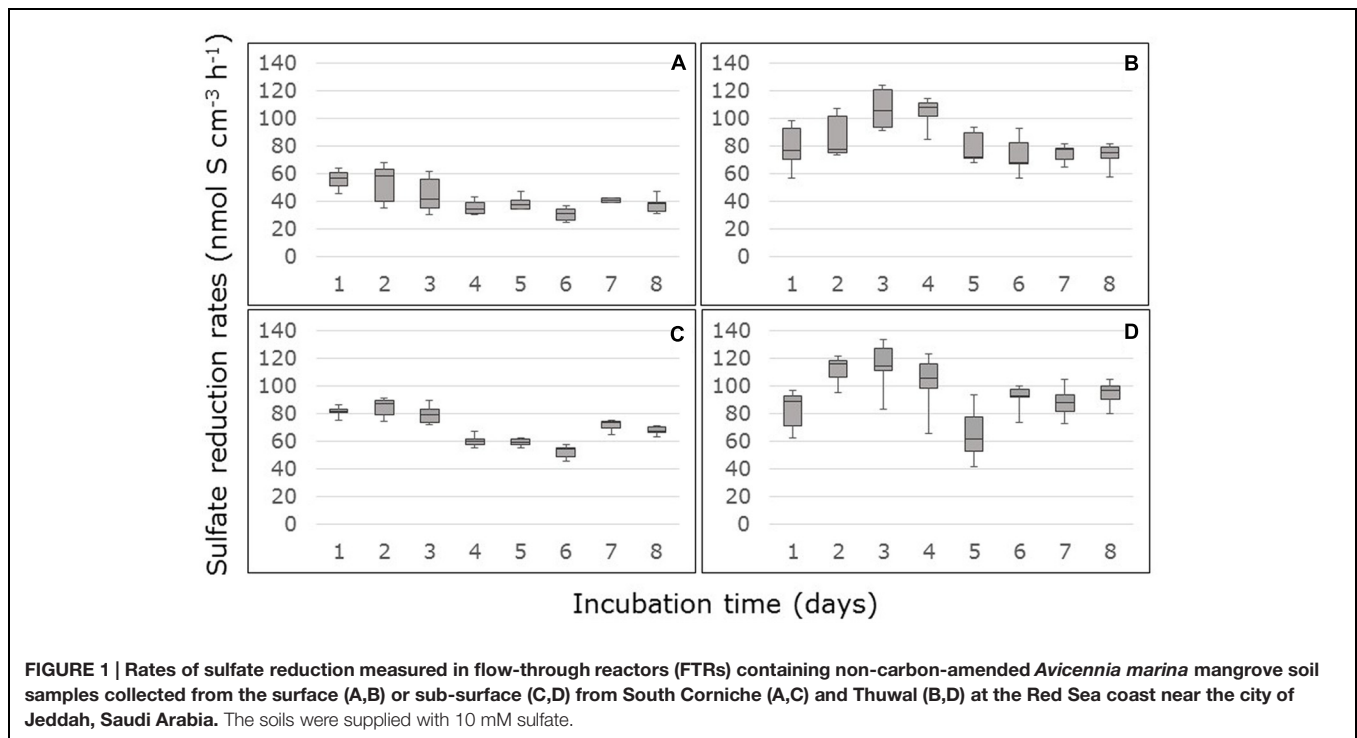 Sulfate reduction rates (nmol S cm⁻³ h⁻¹)
A
140
120
100
80
60
40
20
0
1 2 3 4 5 6 7 8
B
140
120
100
80
60
40
20
0
1 2 3 4 5 6 7 8
C
140
120
100
80
60
40
20
0
1 2 3 4 5 6 7 8
D
140
120
100
80
60
40
20
0
1 2 3 4 5 6 7 8
Incubation time (days)
FIGURE 1 | Rates of sulfate reduction measured in flow-through reactors (FTRs) containing non-carbon-amended Avicennia marina mangrove soil
samples collected from the surface (A,B) or sub-surface (C,D) from South Corniche (A,C) and Thuwal (B,D) at the Red Sea coast near the city of
Jeddah, Saudi Arabia. The soils were supplied with 10 mM sulfate.